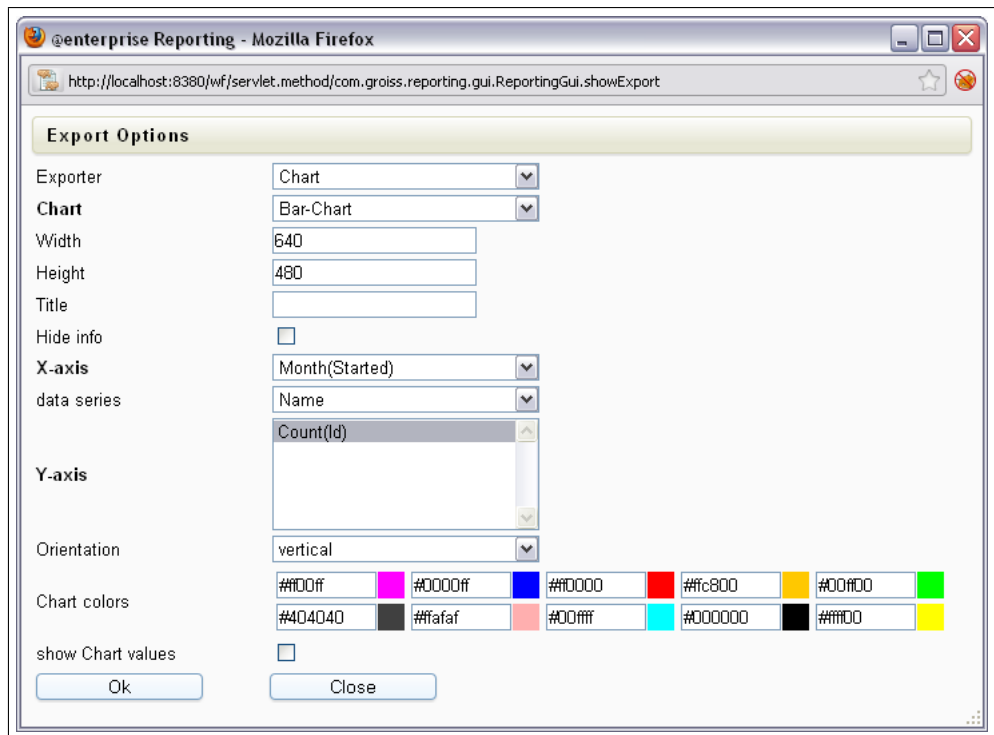 @enterprise Reporting - Mozilla Firefox
http://localhost:8380/wf/servlet.method/com.groiss.reporting.gui.ReportingGui.showExport
Export Options
Exporter Chart
Chart Bar-Chart
Width 640
Height 480
Title
Hide info
X-axis Month(Started)
data series Name
Count(Id)
Y-axis
Orientation vertical
#ff00ff #0000ff #ff0000 #ffc800 #00ff00
Chart colors
#404040 #ffafaf #00ffff #000000 #ffff00
show Chart values
Ok Close